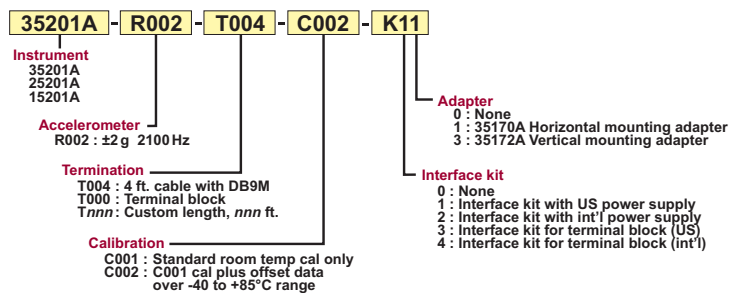 35201A - R002 - T004 - C002 - K11
Instrument
35201A
25201A
15201A
Accelerometer
R002 : ±2 g 2100 Hz
Termination
T004 : 4 ft. cable with DB9M
T000 : Terminal block
Tnnn : Custom length, nnn ft.
Calibration
C001 : Standard room temp cal only
C002 : C001 cal plus offset data
over -40 to +85°C range
Adapter
0 : None
1 : 35170A Horizontal mounting adapter
3 : 35172A Vertical mounting adapter
Interface kit
0 : None
1 : Interface kit with US power supply
2 : Interface kit with int'l power supply
3 : Interface kit for terminal block (US)
4 : Interface kit for terminal block (int'l)